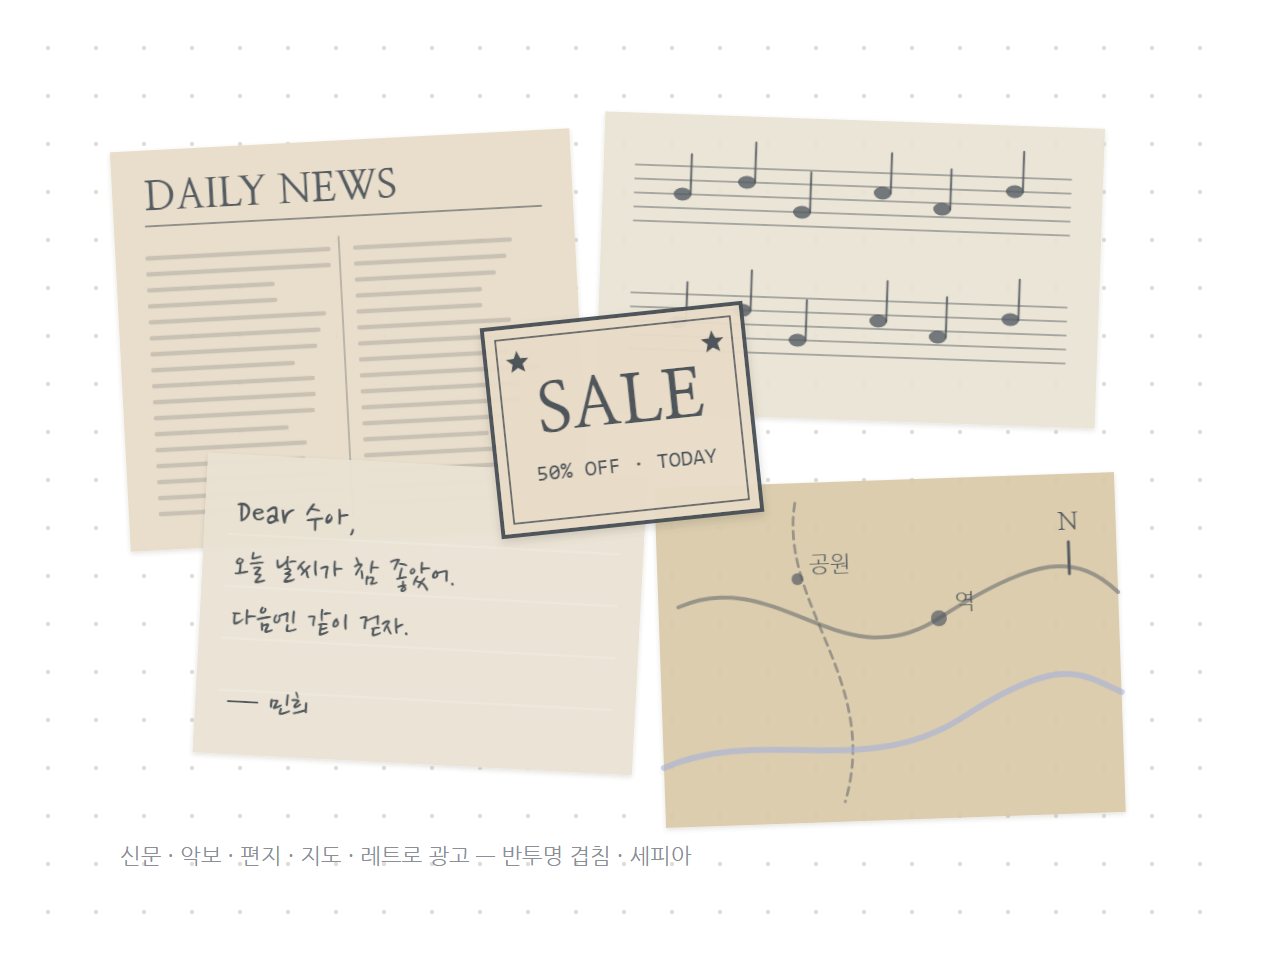 DAILY NEWS
SALE
50% OFF · TODAY
Dear 수아,
오늘 날씨가 참 좋았어.
다음엔 같이 걷자.
— 민희
N
공원
역
신문 · 악보 · 편지 · 지도 · 레트로 광고 — 반투명 겹침 · 세피아